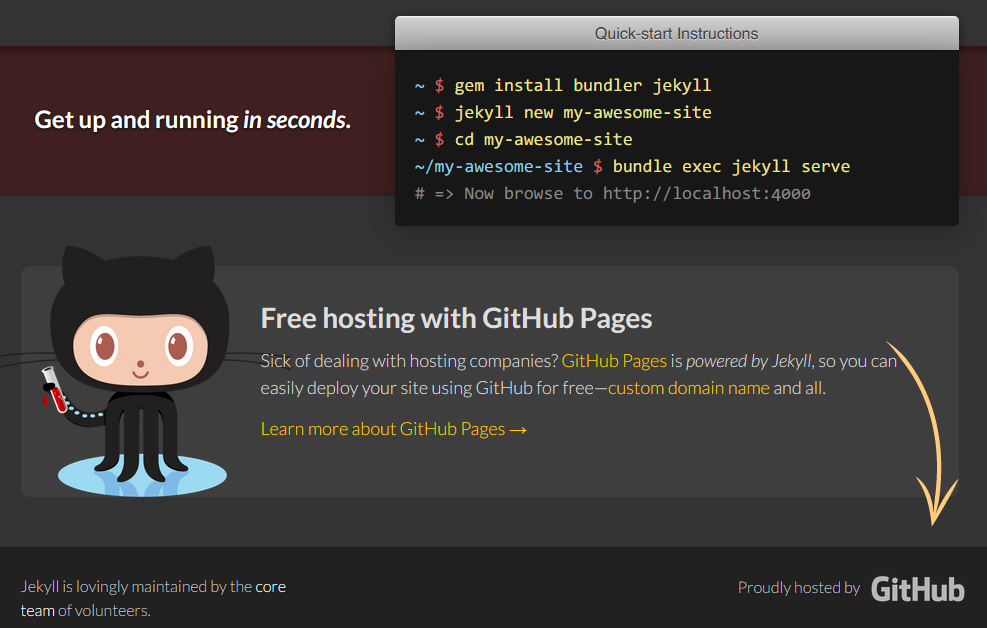 Quick-start Instructions
~ $ gem install bundler jekyll
~ $ jekyll new my-awesome-site
~ $ cd my-awesome-site
~/my-awesome-site $ bundle exec jekyll serve
# => Now browse to http://localhost:4000
Get up and running in seconds.
Free hosting with GitHub Pages
Sick of dealing with hosting companies? GitHub Pages is powered by Jekyll, so you can
easily deploy your site using GitHub for free—custom domain name and all.
Learn more about GitHub Pages →
Jekyll is lovingly maintained by the core
team of volunteers.
Proudly hosted by GitHub